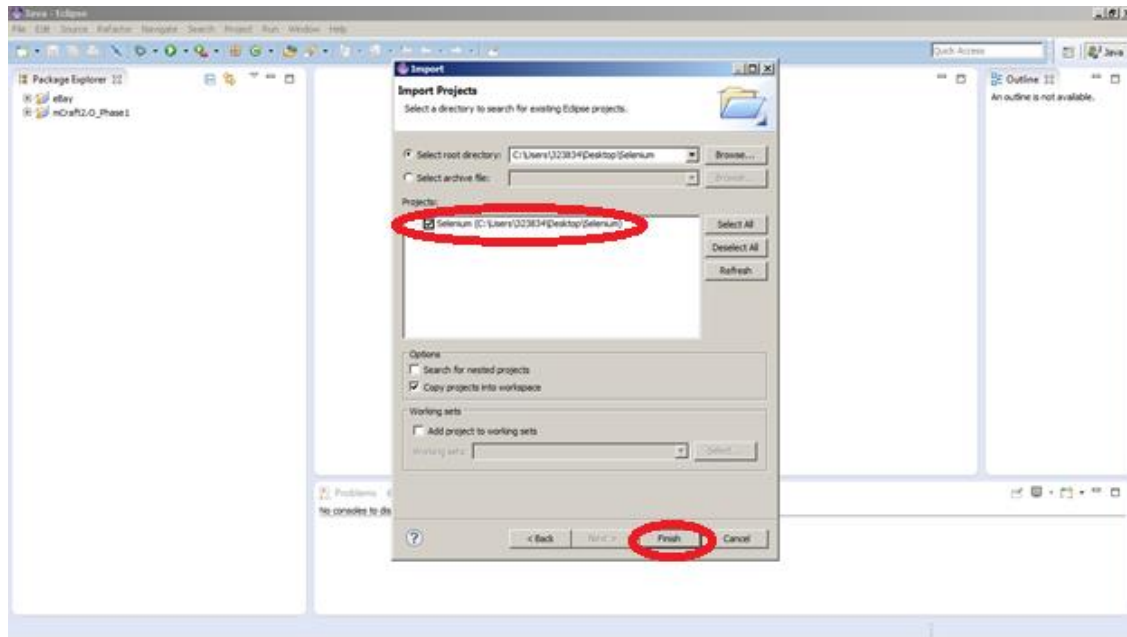 Java - Eclipse
File Edit Source Refactor Navigate Search Project Run Window Help
Quick Access
Java
Package Explorer
eBay
mCraft2.0_Phase1
Outline
An outline is not available.
Import
Import Projects
Select a directory to search for existing Eclipse projects.
Select root directory: C:\Users\323834\Desktop\Selenium Browse...
Select archive file: Browse...
Projects:
Selenium (C:\Users\323834\Desktop\Selenium)
Select All
Deselect All
Refresh
Options
Search for nested projects
Copy projects into workspace
Working sets
Add project to working sets
Working sets: Select...
Problems
No consoles to dis
< Back Next > Finish Cancel